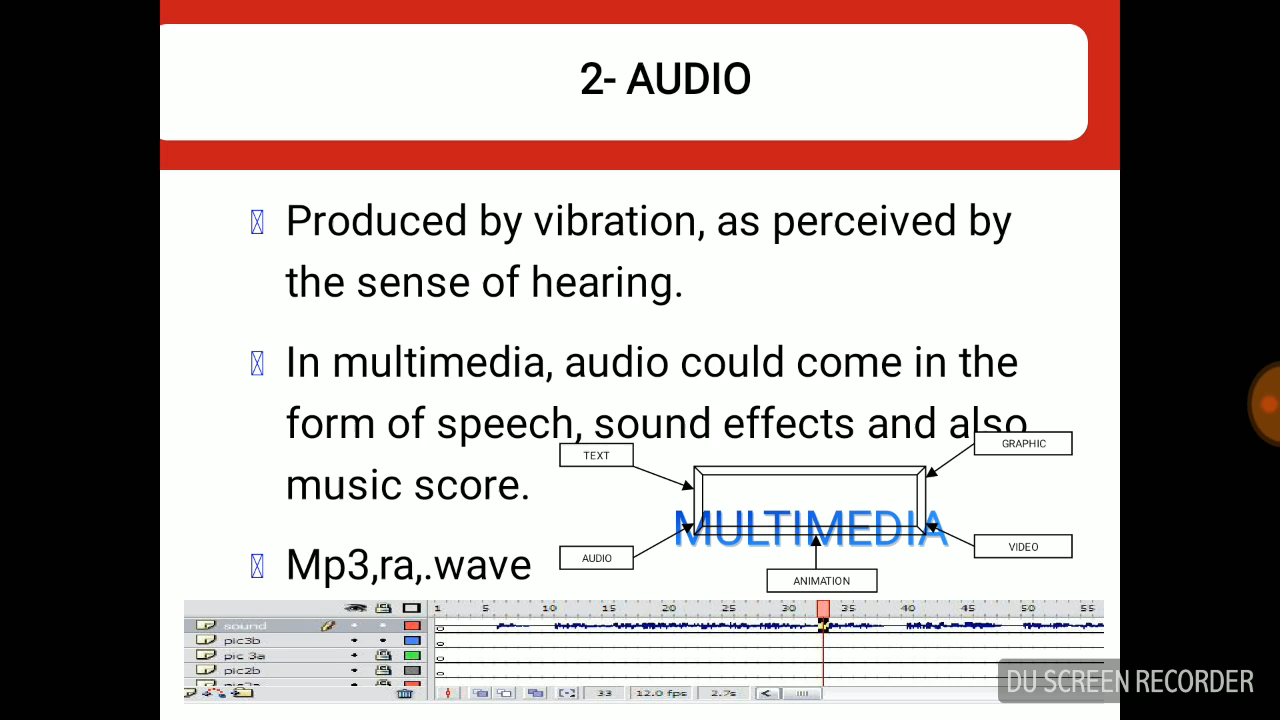 2- AUDIO
Produced by vibration, as perceived by
the sense of hearing.
In multimedia, audio could come in the
form of speech, sound effects and also
music score.
Mp3,ra,.wave
TEXT
GRAPHIC
MULTIMEDIA
AUDIO
VIDEO
ANIMATION
1 5 10 15 20 25 30 35 40 45 50 55
sound
pic3b
pic 3a
pic2b
33 12.0 fps 2.7s
DU SCREEN RECORDER